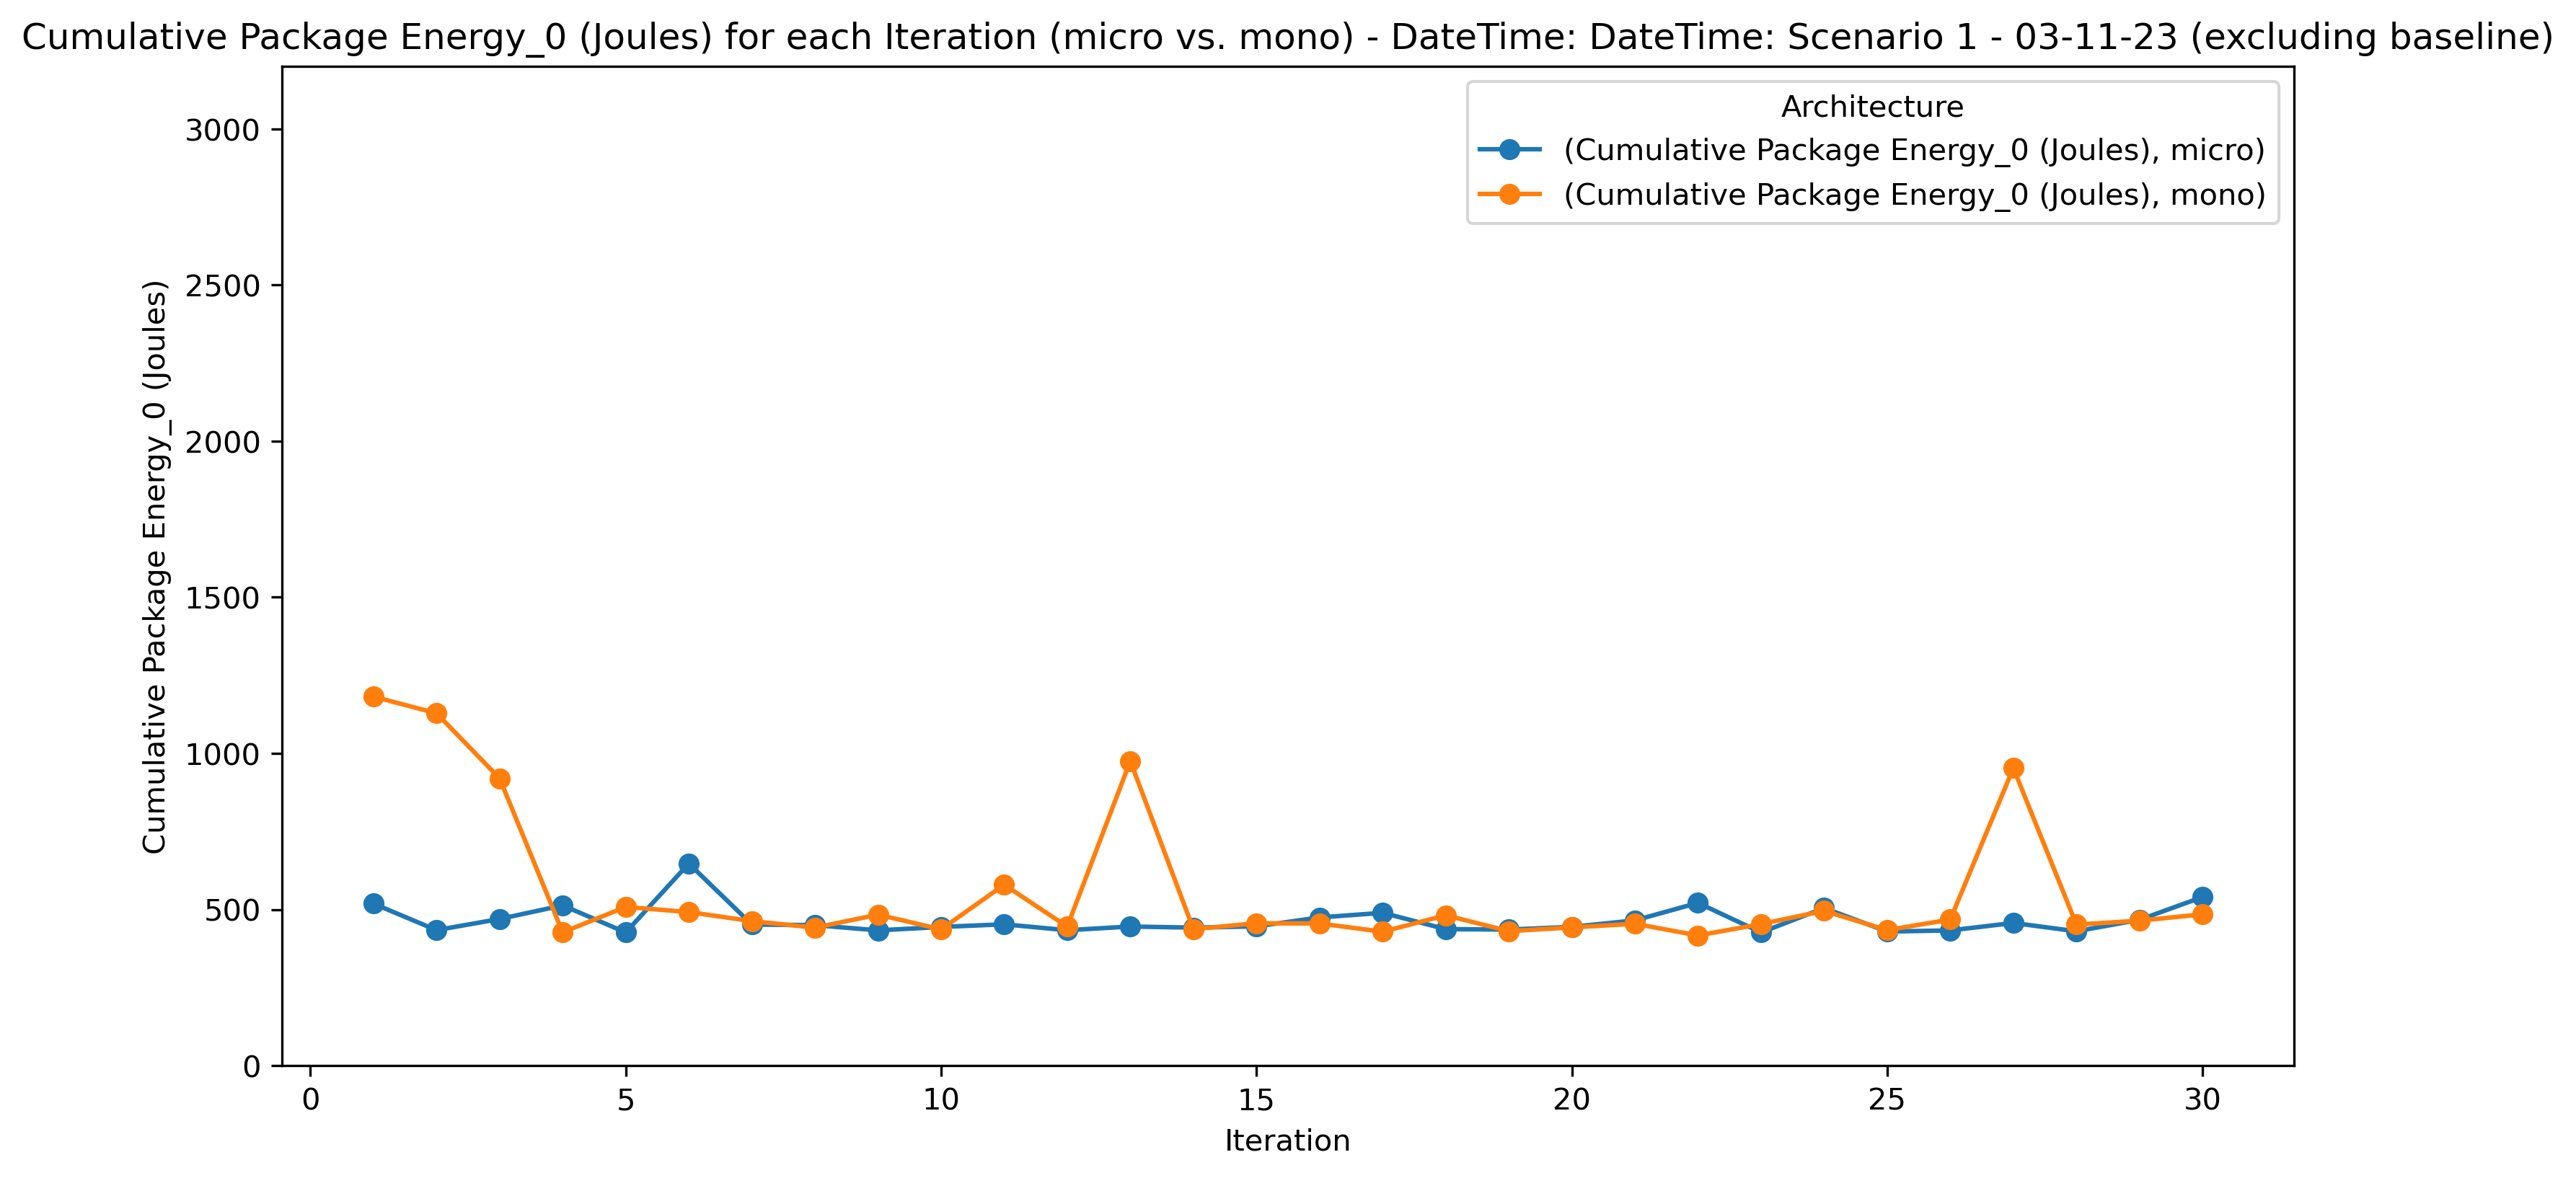 Cumulative Package Energy_0 (Joules) for each Iteration (micro vs. mono) - DateTime: DateTime: Scenario 1 - 03-11-23 (excluding baseline)
Architecture
(Cumulative Package Energy_0 (Joules), micro)
(Cumulative Package Energy_0 (Joules), mono)
Cumulative Package Energy_0 (Joules)
3000
2500
2000
1500
1000
500
0
0 5 10 15 20 25 30
Iteration